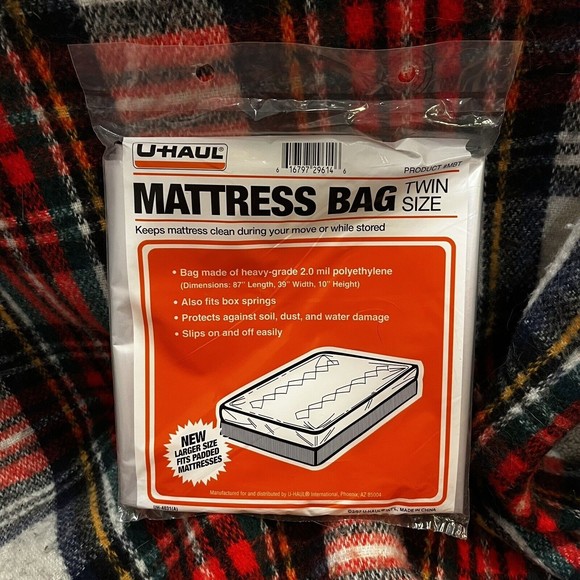 U-HAUL®
6 16797 29614 6
PRODUCT #MBT
MATTRESS BAG TWIN SIZE
Keeps mattress clean during your move or while stored
• Bag made of heavy-grade 2.0 mil polyethylene
(Dimensions: 87" Length, 39" Width, 10" Height)
• Also fits box springs
• Protects against soil, dust, and water damage
• Slips on and off easily
NEW
LARGER SIZE
FITS PADDED
MATTRESSES
Manufactured for and distributed by U-HAUL® International, Phoenix, AZ 85004
MADE IN CHINA